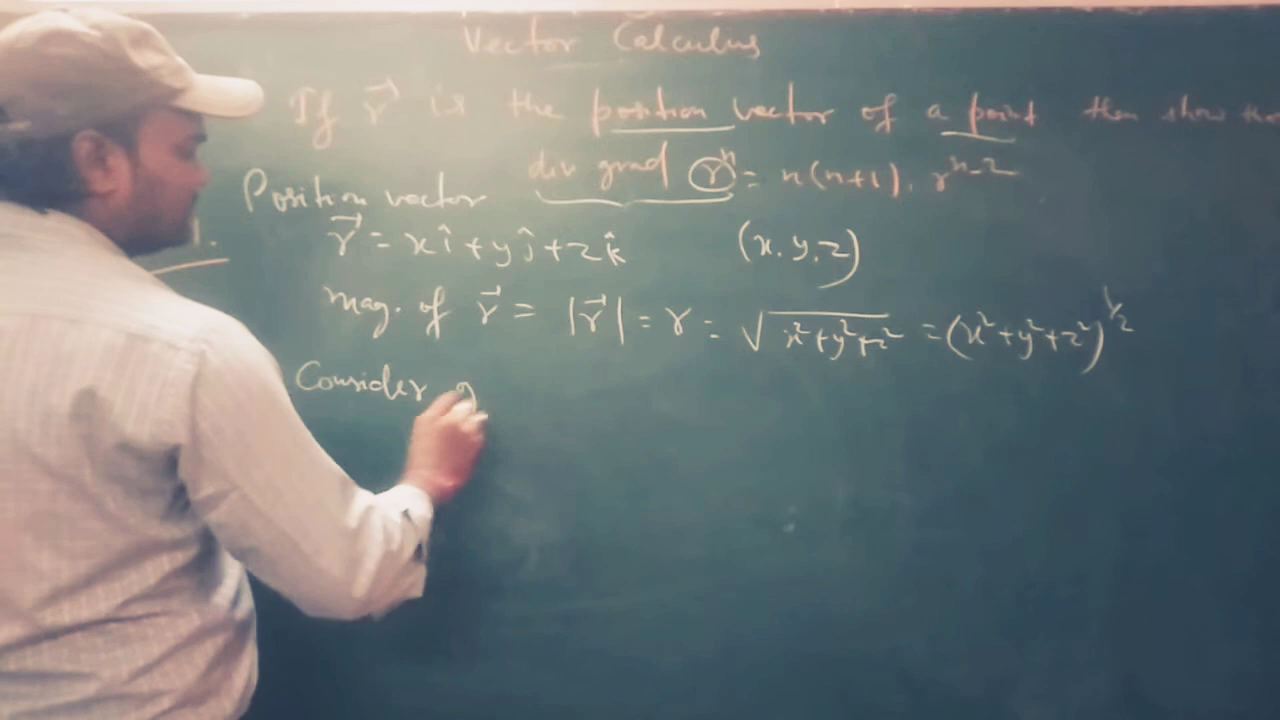 Vector Calculus
If r⃗ is the position vector of a point then show
div grad rⁿ = n(n+1). rⁿ⁻²
Position vector
r⃗ = xî + yĵ + zk̂ (x, y, z)
Mag. of r⃗ = |r⃗| = r = √x²+y²+z² = (x²+y²+z²)^1/2
Consider